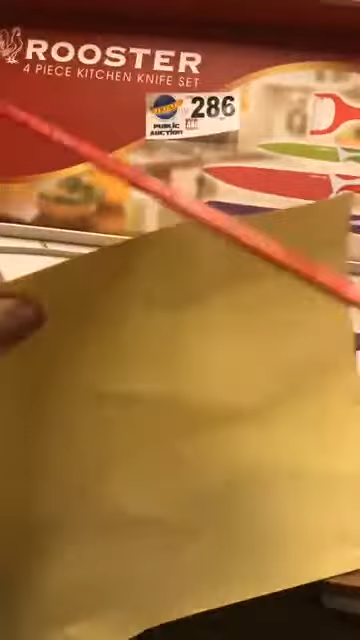 ROOSTER
4 PIECE KITCHEN KNIFE SET
286
PUBLIC
AUCTION